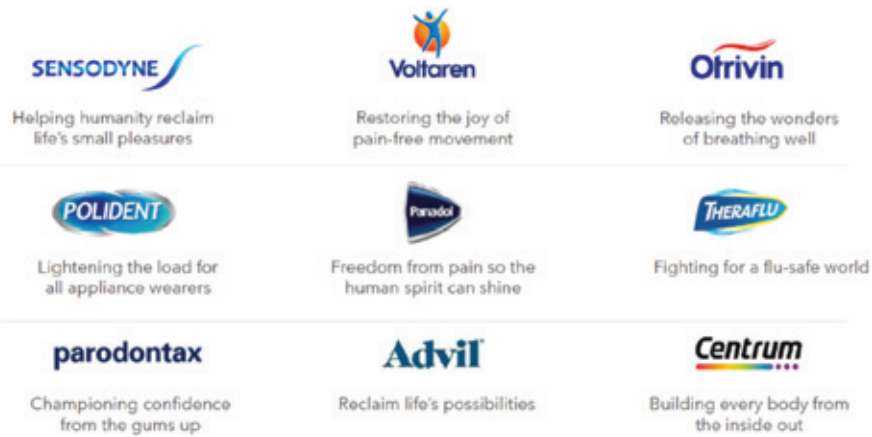 SENSODYNE
Helping humanity reclaim
life's small pleasures
Voltaren
Restoring the joy of
pain-free movement
Otrivin
Releasing the wonders
of breathing well
POLIDENT
Lightening the load for
all appliance wearers
Panadol
Freedom from pain so the
human spirit can shine
THERAFLU
Fighting for a flu-safe world
parodontax
Championing confidence
from the gums up
Advil
Reclaim life's possibilities
Centrum
Building every body from
the inside out